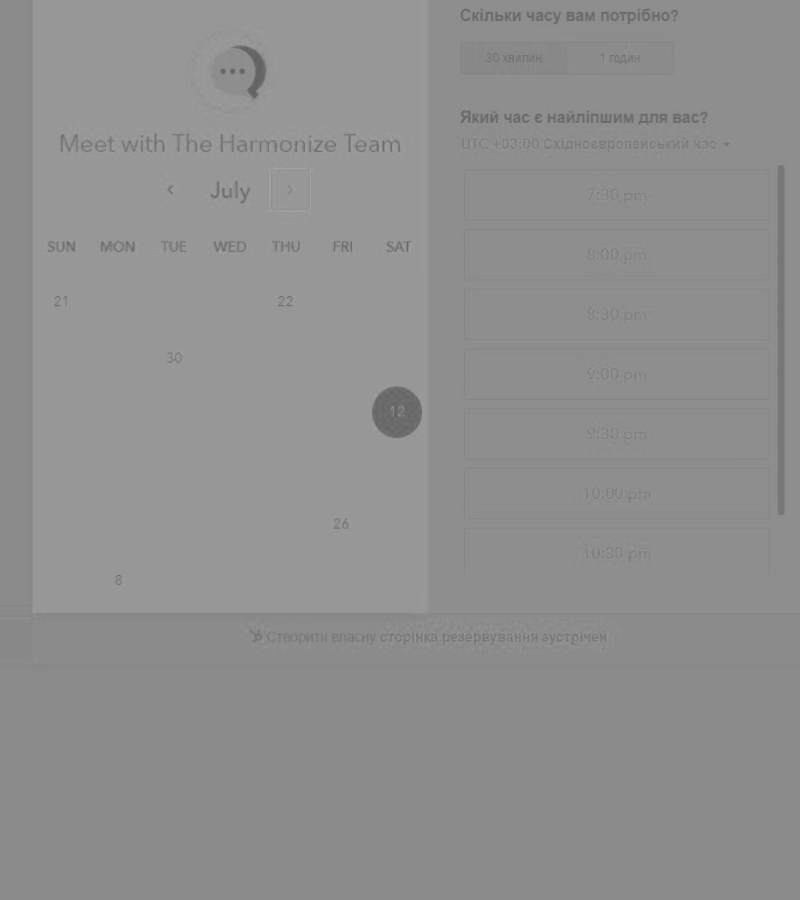 Meet with The Harmonize Team
July
SUN MON TUE WED THU FRI SAT
21 22
30
12
26
8
Скільки часу вам потрібно?
30 хвилин 1 годин
Який час є найліпшим для вас?
UTC +03:00 Східноєвропейський час
7:30 pm
8:00 pm
8:30 pm
9:00 pm
9:30 pm
10:00 pm
10:30 pm
Створити власну сторінка резервування зустрічей